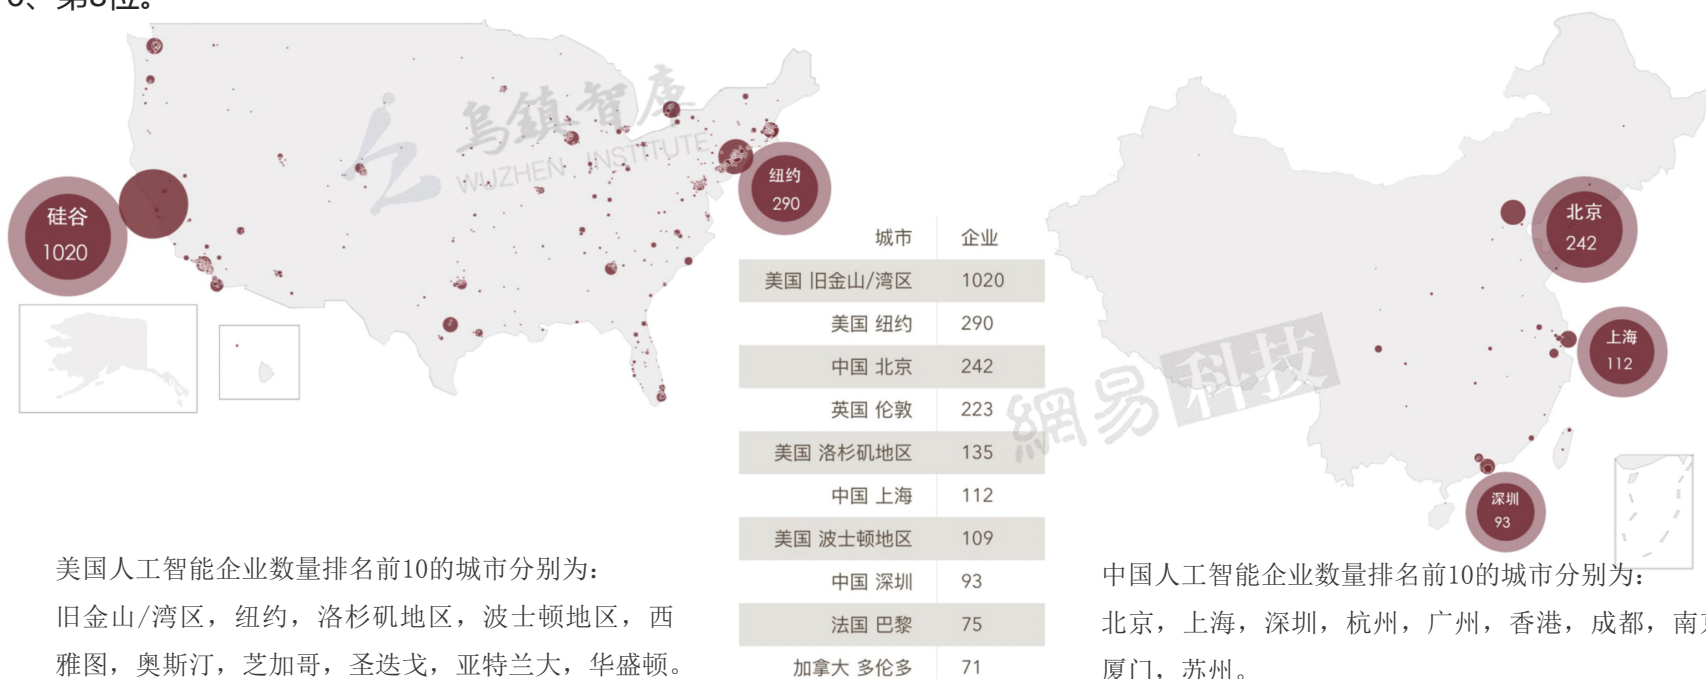 、第8位。
烏鎮智庫
WUZHEN INSTITUTE
硅谷
1020
纽约
290
城市 企业
美国 旧金山/湾区 1020
美国 纽约 290
中国 北京 242
英国 伦敦 223
美国 洛杉矶地区 135
中国 上海 112
美国 波士顿地区 109
中国 深圳 93
法国 巴黎 75
加拿大 多伦多 71
網易科技
北京
242
上海
112
深圳
93
美国人工智能企业数量排名前10的城市分别为：
旧金山/湾区，纽约，洛杉矶地区，波士顿地区，西
雅图，奥斯汀，芝加哥，圣迭戈，亚特兰大，华盛顿。
中国人工智能企业数量排名前10的城市分别为：
北京，上海，深圳，杭州，广州，香港，成都，南京
厦门，苏州。